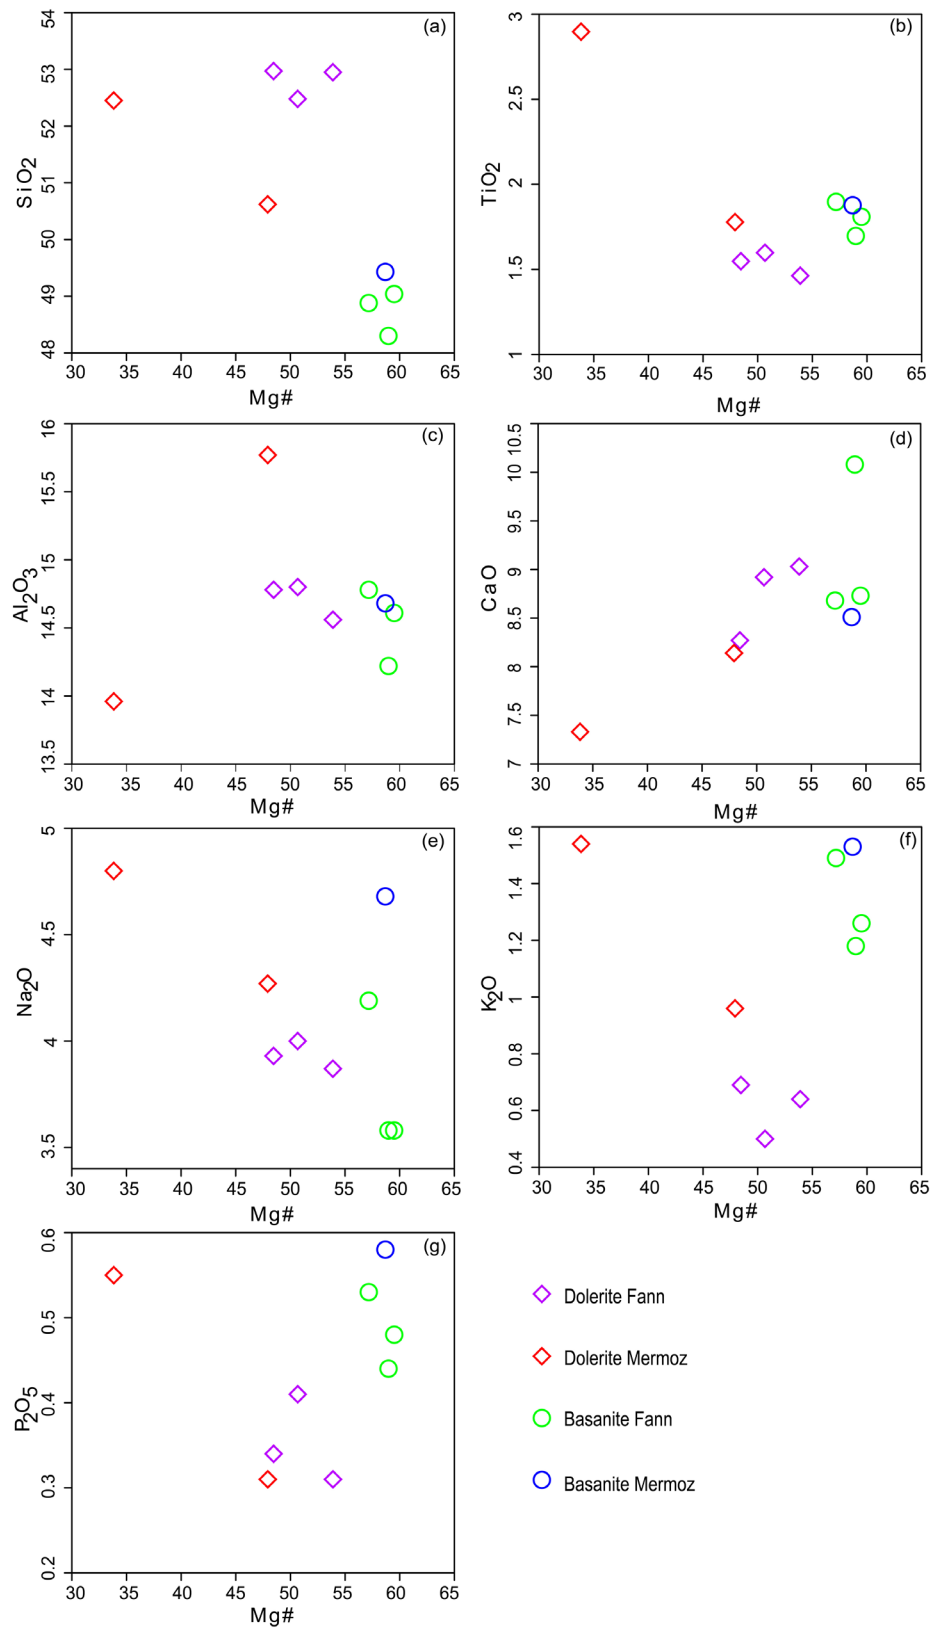 (a)
54
53
52
51
50
49
48
SiO2
30 35 40 45 50 55 60 65
Mg#
(b)
3
2.5
2
1.5
1
TiO2
30 35 40 45 50 55 60 65
Mg#
(c)
16
15.5
15
14.5
14
13.5
Al2O3
30 35 40 45 50 55 60 65
Mg#
(d)
10.5
10
9.5
9
8.5
8
7.5
7
CaO
30 35 40 45 50 55 60 65
Mg#
(e)
5
4.5
4
3.5
Na2O
30 35 40 45 50 55 60 65
Mg#
(f)
1.6
1.4
1.2
1
0.8
0.6
0.4
K2O
30 35 40 45 50 55 60 65
Mg#
(g)
0.6
0.5
0.4
0.3
0.2
P2O5
30 35 40 45 50 55 60 65
Mg#
Dolerite Fann
Dolerite Mermoz
Basanite Fann
Basanite Mermoz